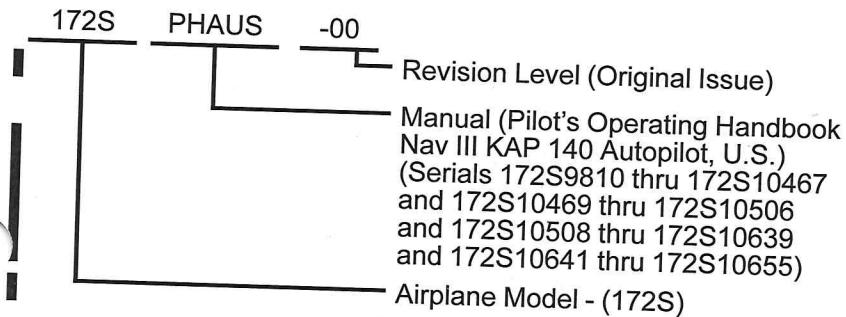 172S PHAUS -00
Revision Level (Original Issue)
Manual (Pilot's Operating Handbook
Nav III KAP 140 Autopilot, U.S.)
(Serials 172S9810 thru 172S10467
and 172S10469 thru 172S10506
and 172S10508 thru 172S10639
and 172S10641 thru 172S10655)
Airplane Model - (172S)